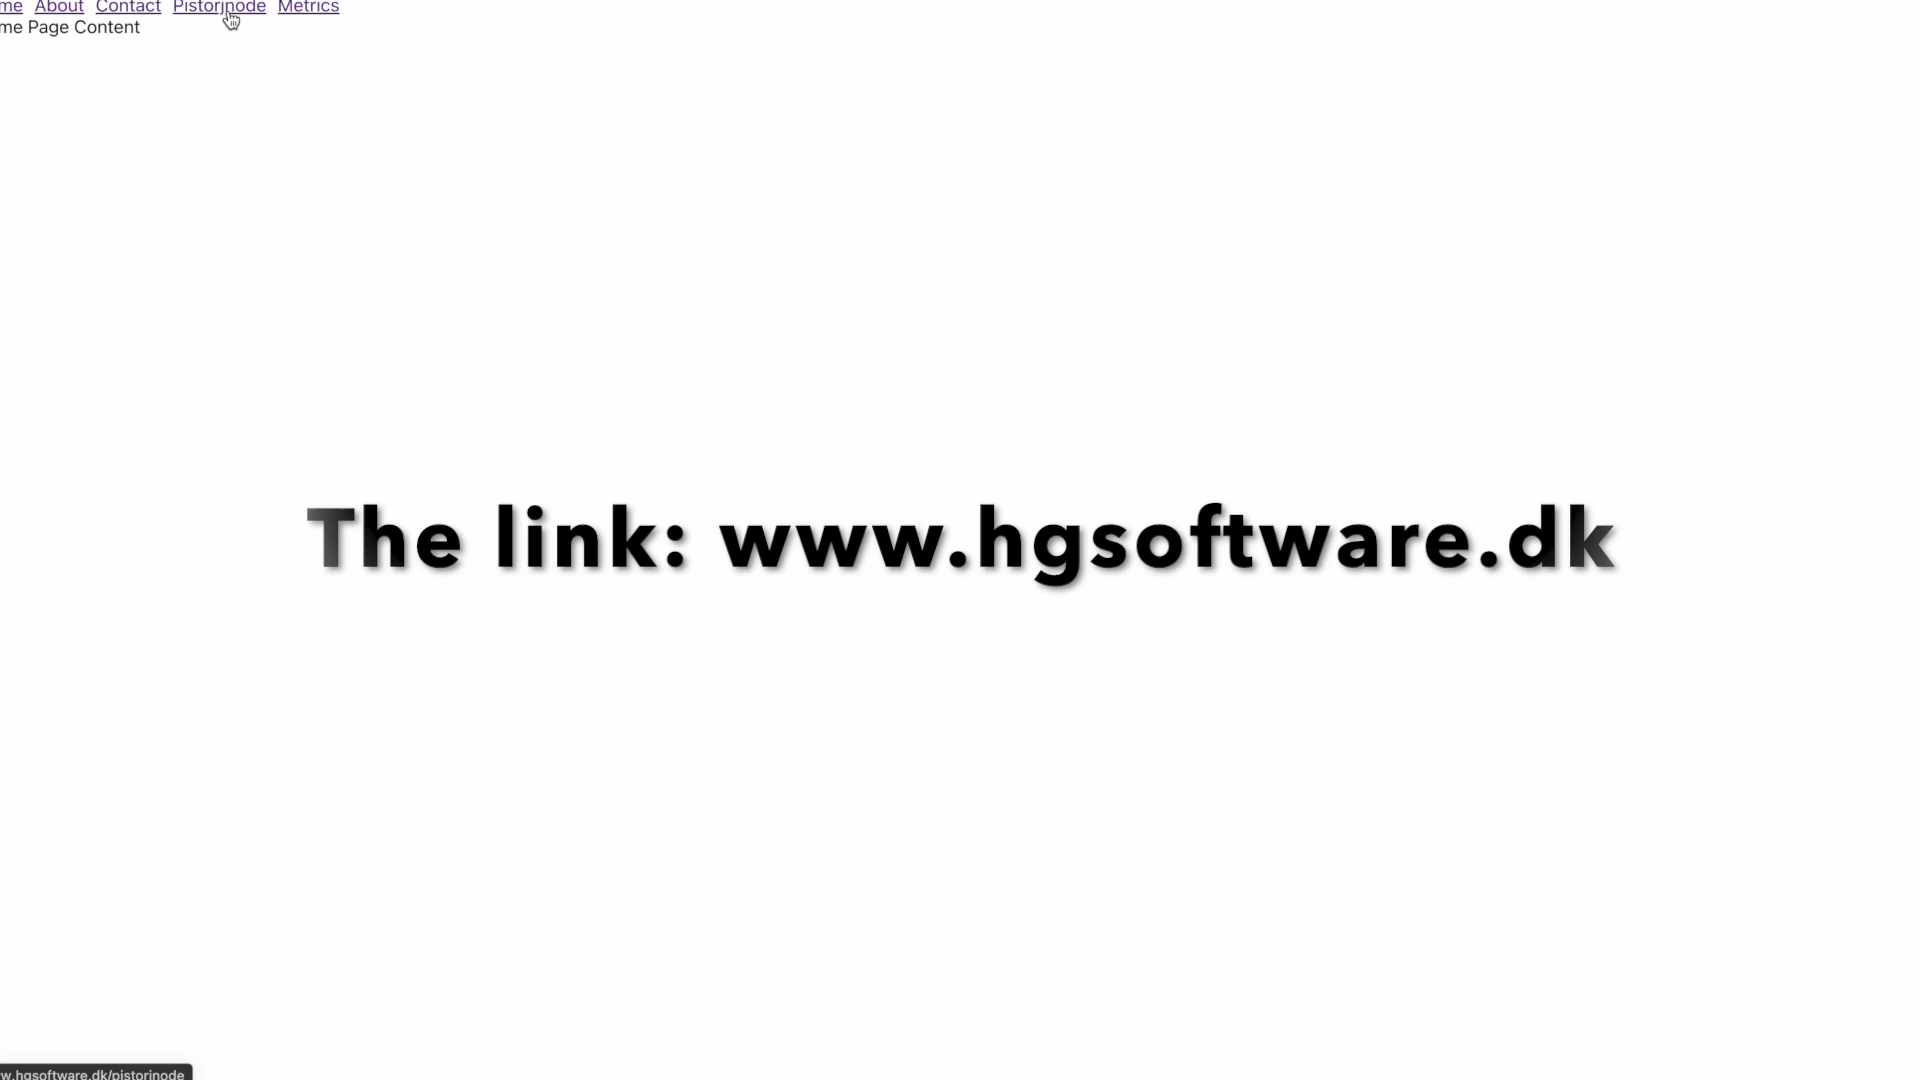 me About Contact Pistorinode Metrics
me Page Content
The link: www.hgsoftware.dk
w.hgsoftware.dk/pistorinode